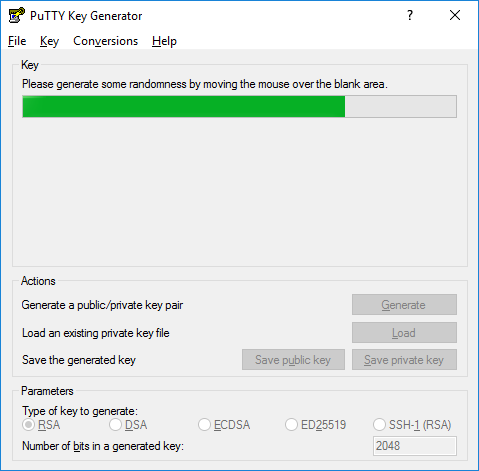 PuTTY Key Generator ? 
File Key Conversions Help
Key
Please generate some randomness by moving the mouse over the blank area.
Actions
Generate a public/private key pair Generate
Load an existing private key file Load
Save the generated key Save public key Save private key
Parameters
Type of key to generate:
RSA DSA ECDSA ED25519 SSH-1 (RSA)
Number of bits in a generated key: 2048